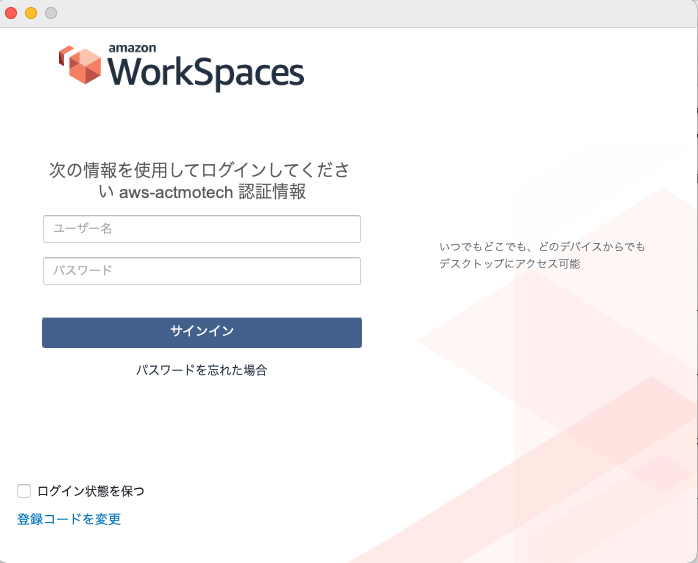 amazon
WorkSpaces
次の情報を使用してログインしてくださ
い aws-actmotech 認証情報
ユーザー名
パスワード
いつでもどこでも、どのデバイスからでも
デスクトップにアクセス可能
サインイン
パスワードを忘れた場合
ログイン状態を保つ
登録コードを変更